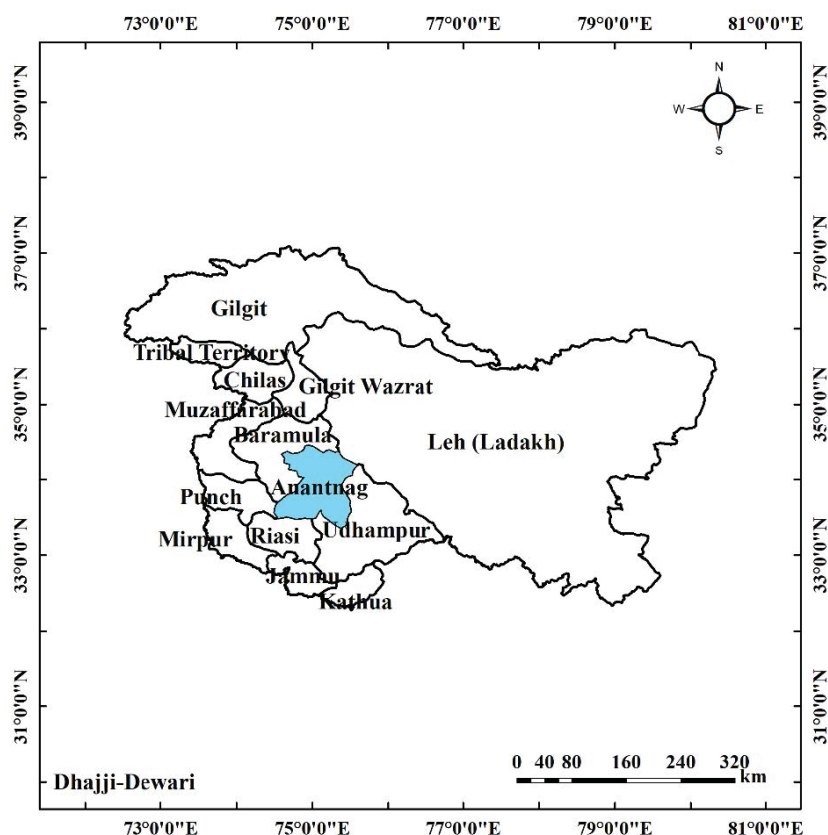 73°0'0"E 75°0'0"E 77°0'0"E 79°0'0"E 81°0'0"E
N
W E
S
39°0'0"N 39°0'0"N
37°0'0"N 37°0'0"N
Gilgit
Tribal Territory
Chilas
Gilgit Wazrat
Muzaffarabad
35°0'0"N 35°0'0"N
Baramula
Leh (Ladakh)
Anantnag
Punch
Udhampur
Riasi
Mirpur
33°0'0"N 33°0'0"N
Jammu
Kathua
31°0'0"N 31°0'0"N
0 40 80 160 240 320
km
Dhajji-Dewari
73°0'0"E 75°0'0"E 77°0'0"E 79°0'0"E 81°0'0"E